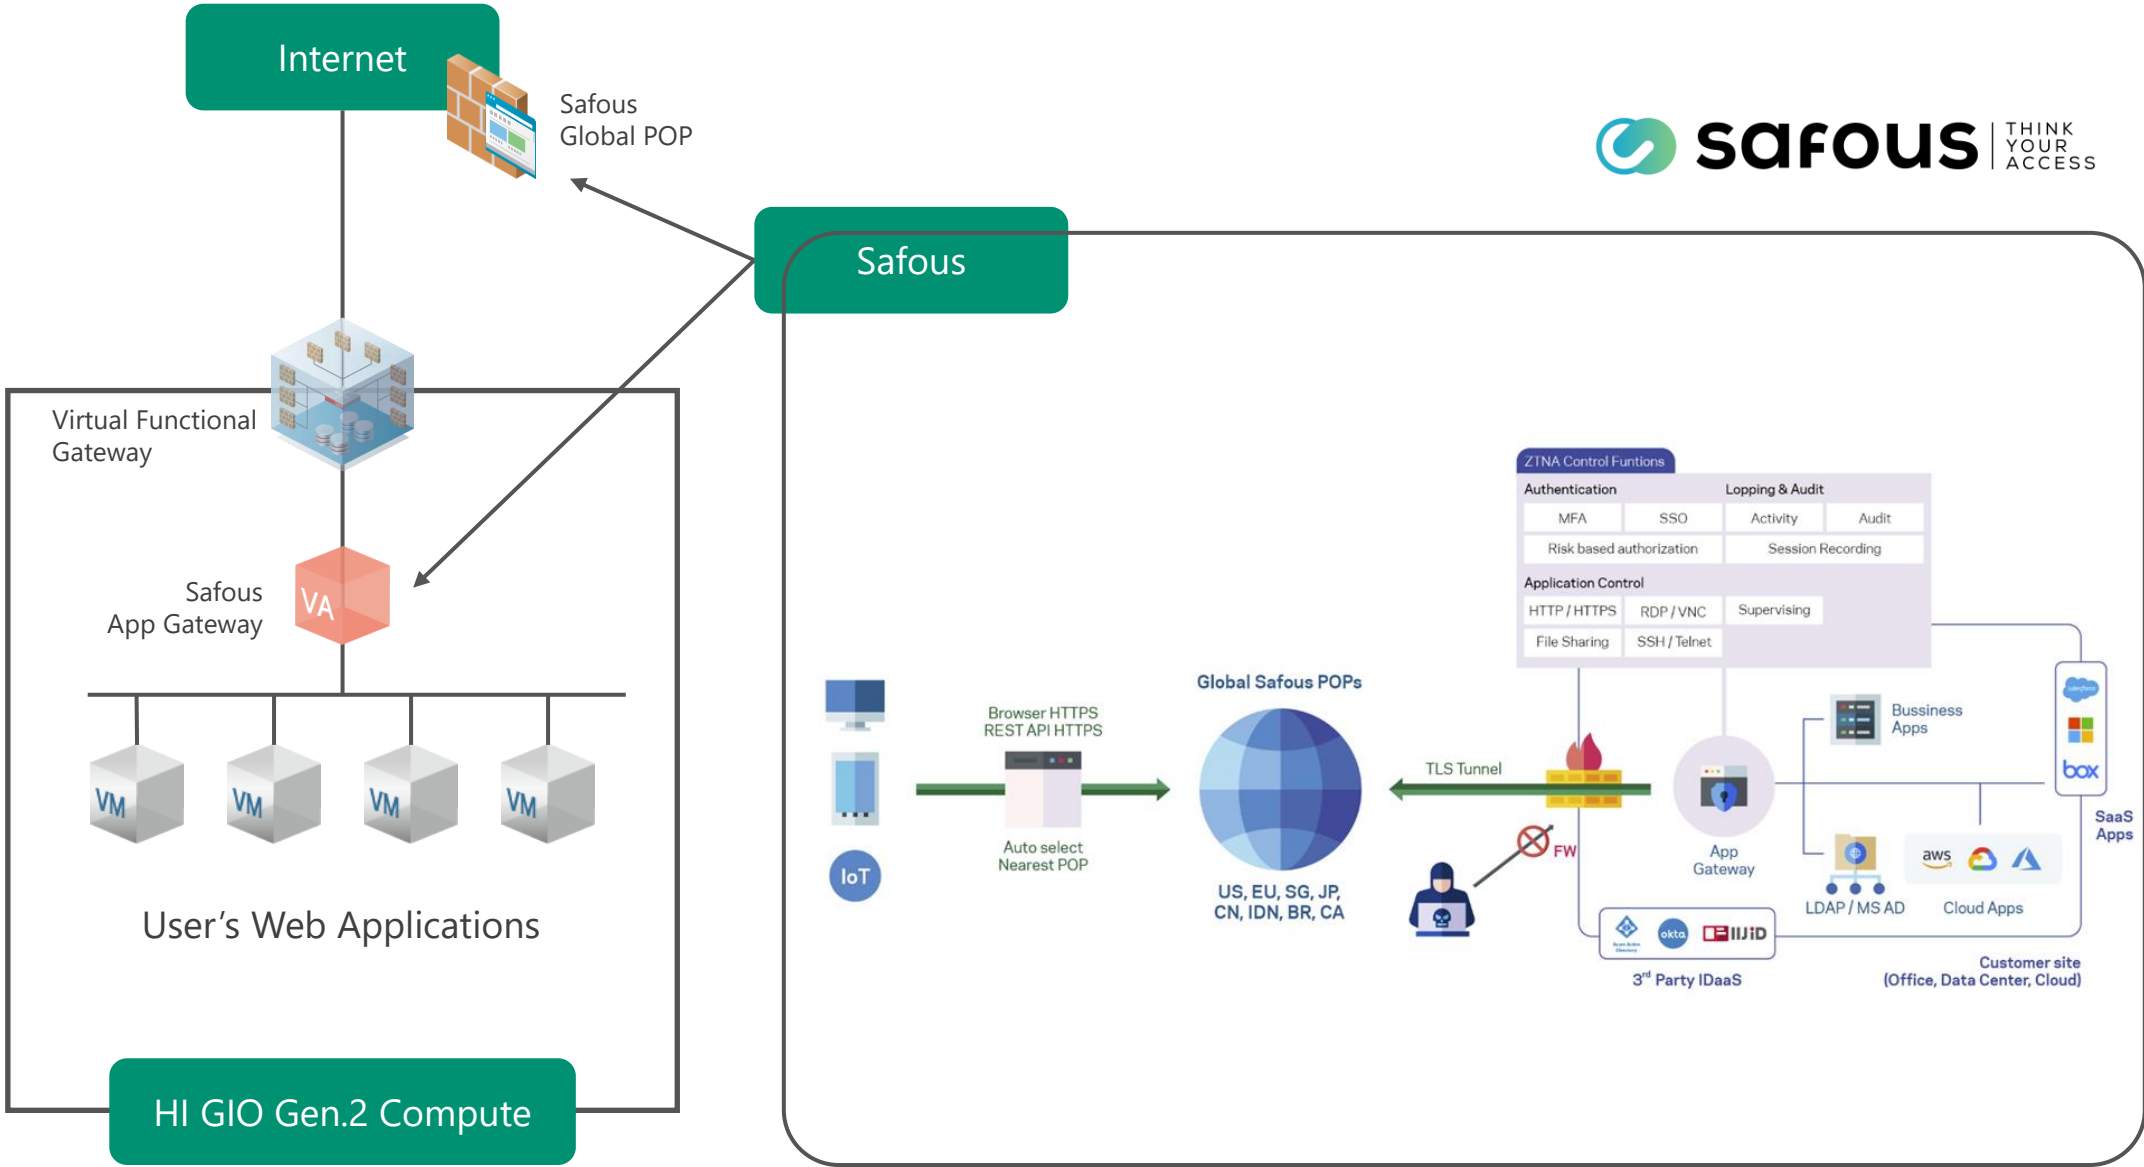 Internet
Safous
Global POP
safous
THINK
YOUR
ACCESS
Safous
Virtual Functional
Gateway
Safous
App Gateway
VA
VM
VM
VM
VM
User's Web Applications
HI GIO Gen.2 Compute
ZTNA Control Funtions
Authentication
Lopping & Audit
MFA
SSO
Activity
Audit
Risk based authorization
Session Recording
Application Control
HTTP / HTTPS
RDP / VNC
Supervising
File Sharing
SSH / Telnet
Global Safous POPs
Browser HTTPS
REST API HTTPS
Auto select
Nearest POP
IoT
US, EU, SG, JP,
CN, IDN, BR, CA
TLS Tunnel
FW
App
Gateway
Bussiness
Apps
LDAP / MS AD
aws
Cloud Apps
salesforce
box
SaaS
Apps
Azure Active
Directory
okta
IIJiD
3rd Party IDaaS
Customer site
(Office, Data Center, Cloud)